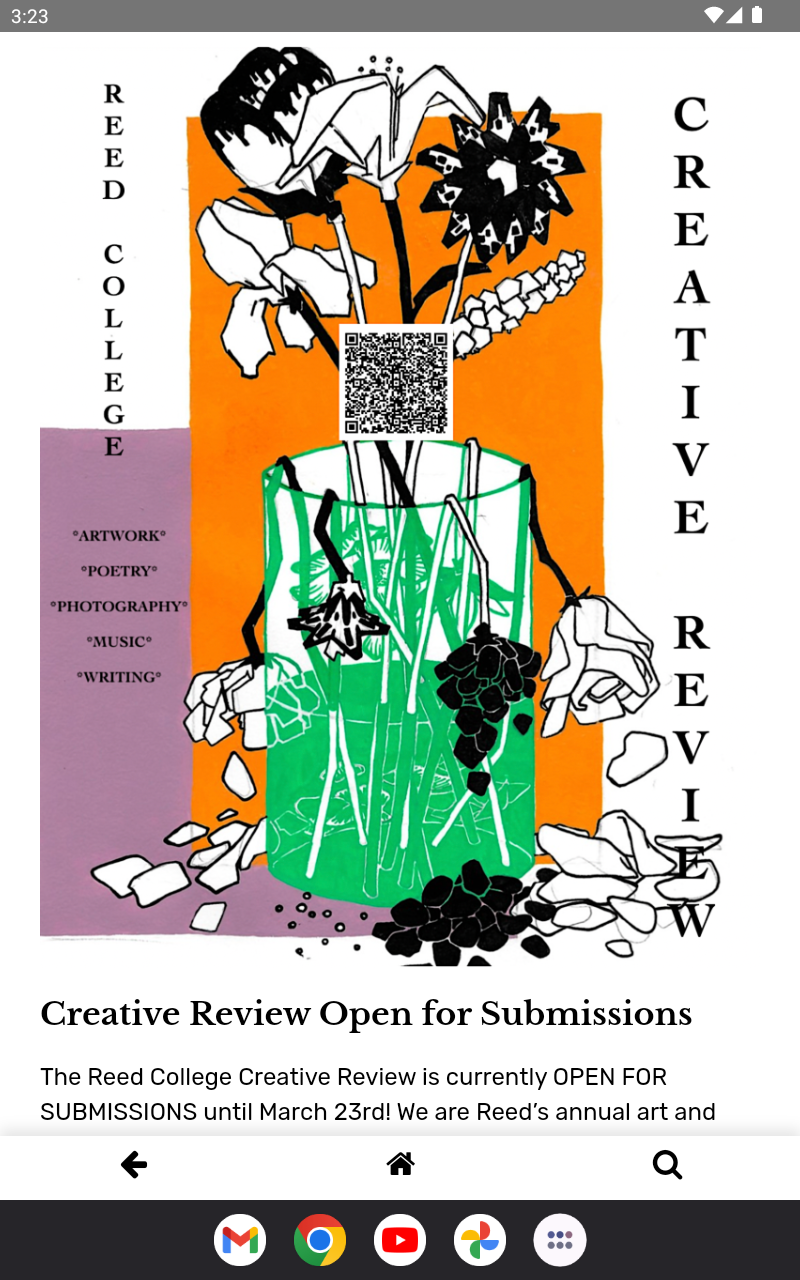 3:23
REED COLLEGE
CREATIVE REVIEW
°ARTWORK°
°POETRY°
°PHOTOGRAPHY°
°MUSIC°
°WRITING°
Creative Review Open for Submissions
The Reed College Creative Review is currently OPEN FOR
SUBMISSIONS until March 23rd! We are Reed’s annual art and